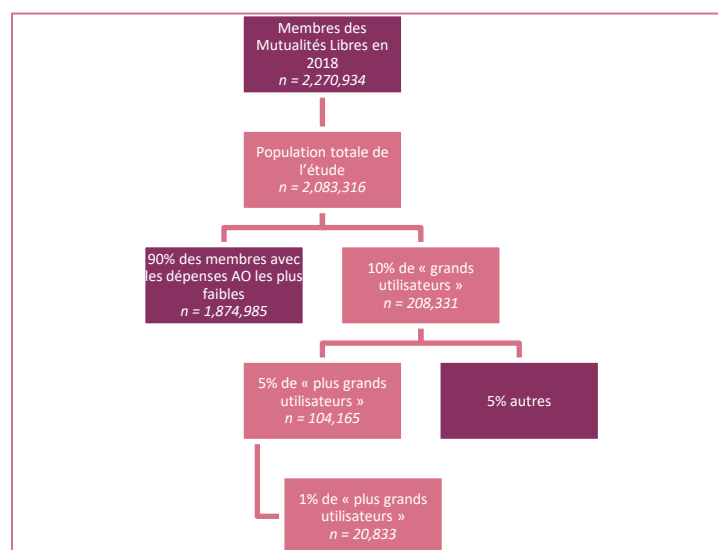 Membres des
Mutualités Libres en
2018
n = 2,270,934
Population totale de
l'étude
n = 2,083,316
90% des membres avec
les dépenses AO les plus
faibles
n = 1,874,985
10% de « grands
utilisateurs »
n = 208,331
5% de « plus grands
utilisateurs »
n = 104,165
5% autres
1% de « plus grands
utilisateurs »
n = 20,833